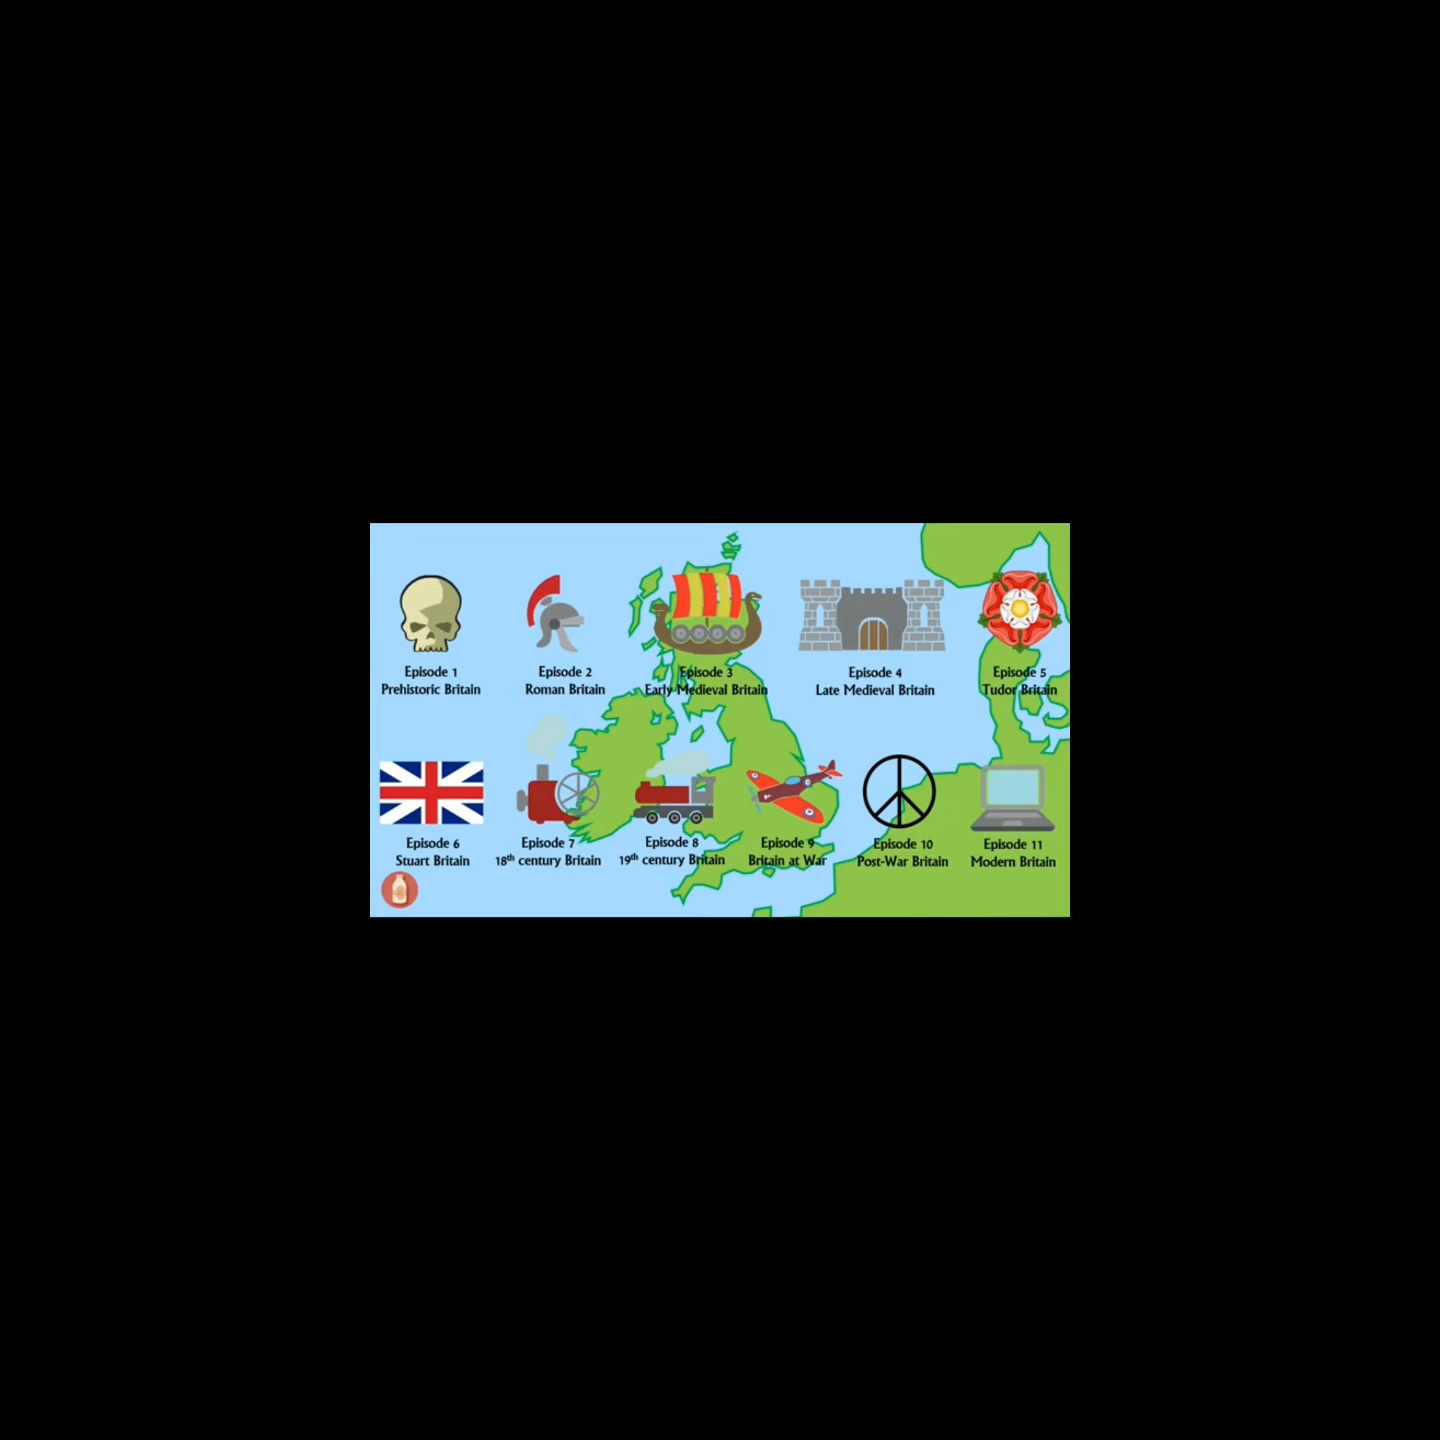 Episode 1
Prehistoric Britain
Episode 2
Roman Britain
Episode 3
Early Medieval Britain
Episode 4
Late Medieval Britain
Episode 5
Tudor Britain
Episode 6
Stuart Britain
Episode 7
18th century Britain
Episode 8
19th century Britain
Episode 9
Britain at War
Episode 10
Post-War Britain
Episode 11
Modern Britain